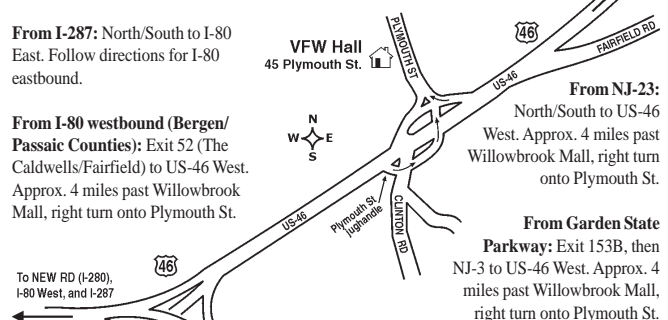 From I-287: North/South to I-80
East. Follow directions for I-80
eastbound.
From I-80 westbound (Bergen/
Passaic Counties): Exit 52 (The
Caldwells/Fairfield) to US-46 West.
Approx. 4 miles past Willowbrook
Mall, right turn onto Plymouth St.
VFW Hall
45 Plymouth St.
PLYMOUTH ST
46
FAIRFIELD RD
US-46
N
W E
S
From NJ-23:
North/South to US-46
West. Approx. 4 miles past
Willowbrook Mall, right turn
onto Plymouth St.
US-46
Plymouth St
jughandle
CLINTON RD
From Garden State
Parkway: Exit 153B, then
NJ-3 to US-46 West. Approx. 4
miles past Willowbrook Mall,
right turn onto Plymouth St.
46
To NEW RD (I-280),
I-80 West, and I-287